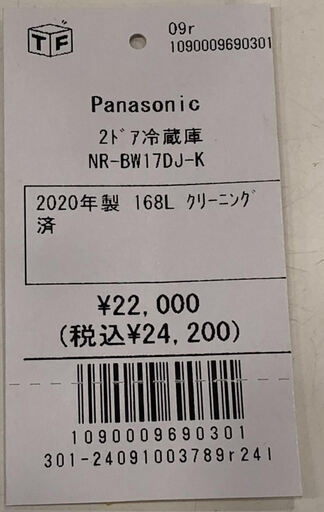 TF
09r
1090009690301
Panasonic
2ﾄﾞｱ冷蔵庫
NR-BW17DJ-K
2020年製 168L ｸﾘｰﾆﾝｸﾞ
済
¥22,000
(税込¥24,200)
1090009690301
301-24091003789r24I